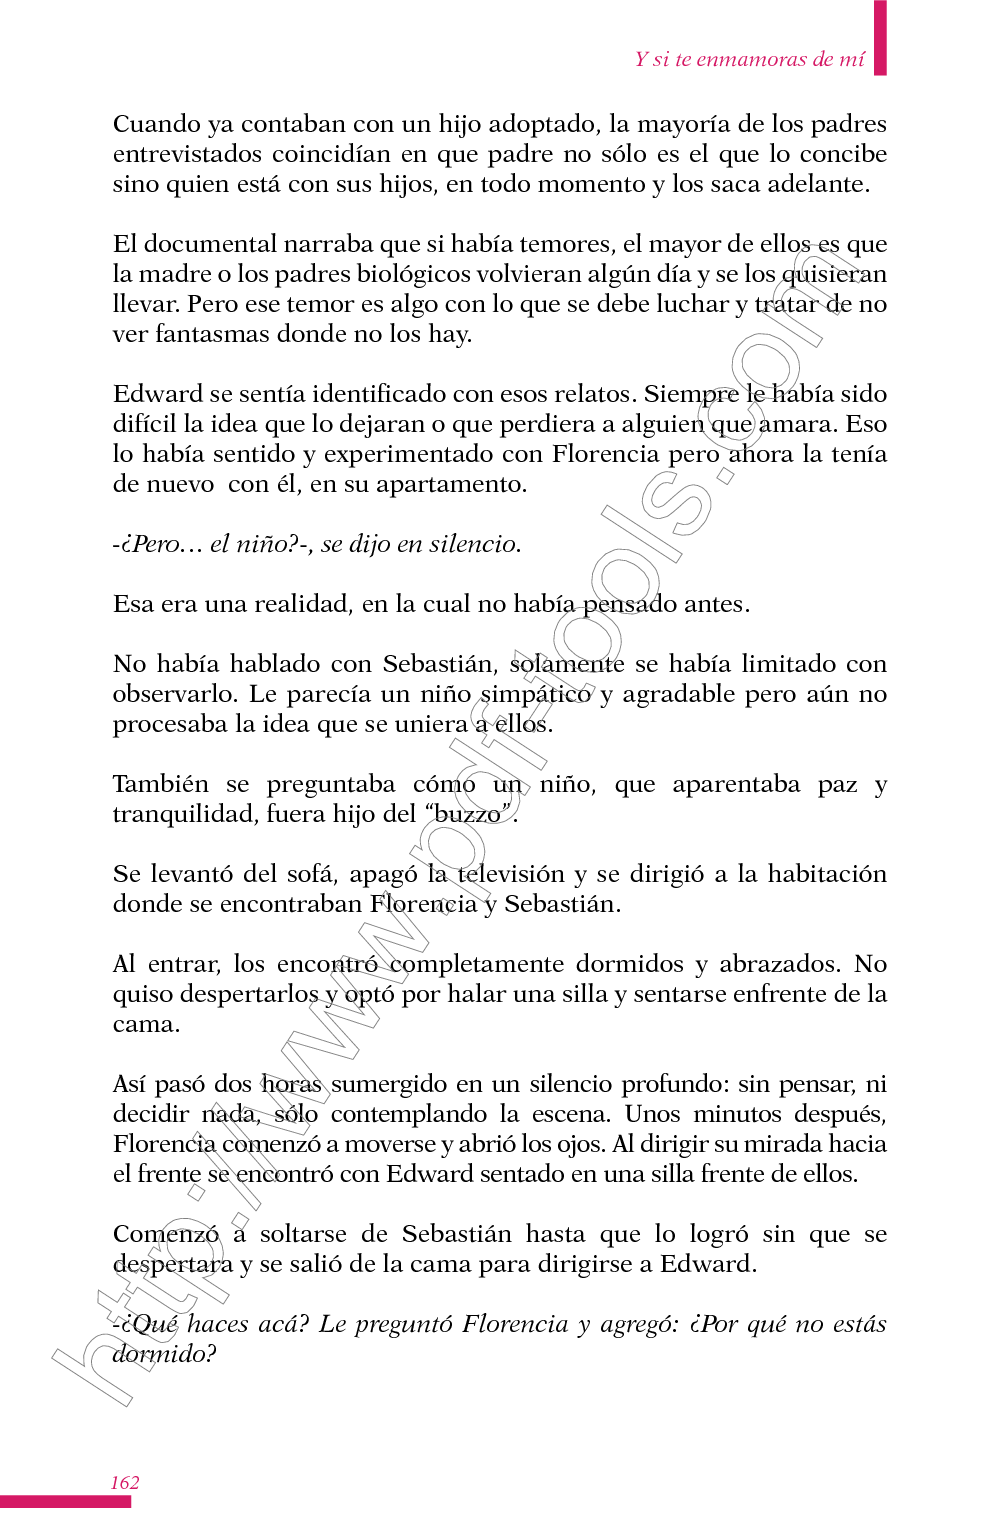 Y si te enmamoras de mí
Cuando ya contaban con un hijo adoptado, la mayoría de los padres
entrevistados coincidían en que padre no sólo es el que lo concibe
sino quien está con sus hijos, en todo momento y los saca adelante.
El documental narraba que si había temores, el mayor de ellos es que
la madre o los padres biológicos volvieran algún día y se los quisieran
llevar. Pero ese temor es algo con lo que se debe luchar y tratar de no
ver fantasmas donde no los hay.
Edward se sentía identificado con esos relatos. Siempre le había sido
difícil la idea que lo dejaran o que perdiera a alguien que amara. Eso
lo había sentido y experimentado con Florencia pero ahora la tenía
de nuevo  con él, en su apartamento.
-¿Pero… el niño?-, se dijo en silencio.
Esa era una realidad, en la cual no había pensado antes.
No había hablado con Sebastián, solamente se había limitado con
observarlo. Le parecía un niño simpático y agradable pero aún no
procesaba la idea que se uniera a ellos.
También se preguntaba cómo un niño, que aparentaba paz y
tranquilidad, fuera hijo del “buzzo”.
Se levantó del sofá, apagó la televisión y se dirigió a la habitación
donde se encontraban Florencia y Sebastián.
Al entrar, los encontró completamente dormidos y abrazados. No
quiso despertarlos y optó por halar una silla y sentarse enfrente de la
cama.
Así pasó dos horas sumergido en un silencio profundo: sin pensar, ni
decidir nada, sólo contemplando la escena. Unos minutos después,
Florencia comenzó a moverse y abrió los ojos. Al dirigir su mirada hacia
el frente se encontró con Edward sentado en una silla frente de ellos.
Comenzó a soltarse de Sebastián hasta que lo logró sin que se
despertara y se salió de la cama para dirigirse a Edward.
-¿Qué haces acá? Le preguntó Florencia y agregó: ¿Por qué no estás
dormido?
162
http://www.pdf-tools.com